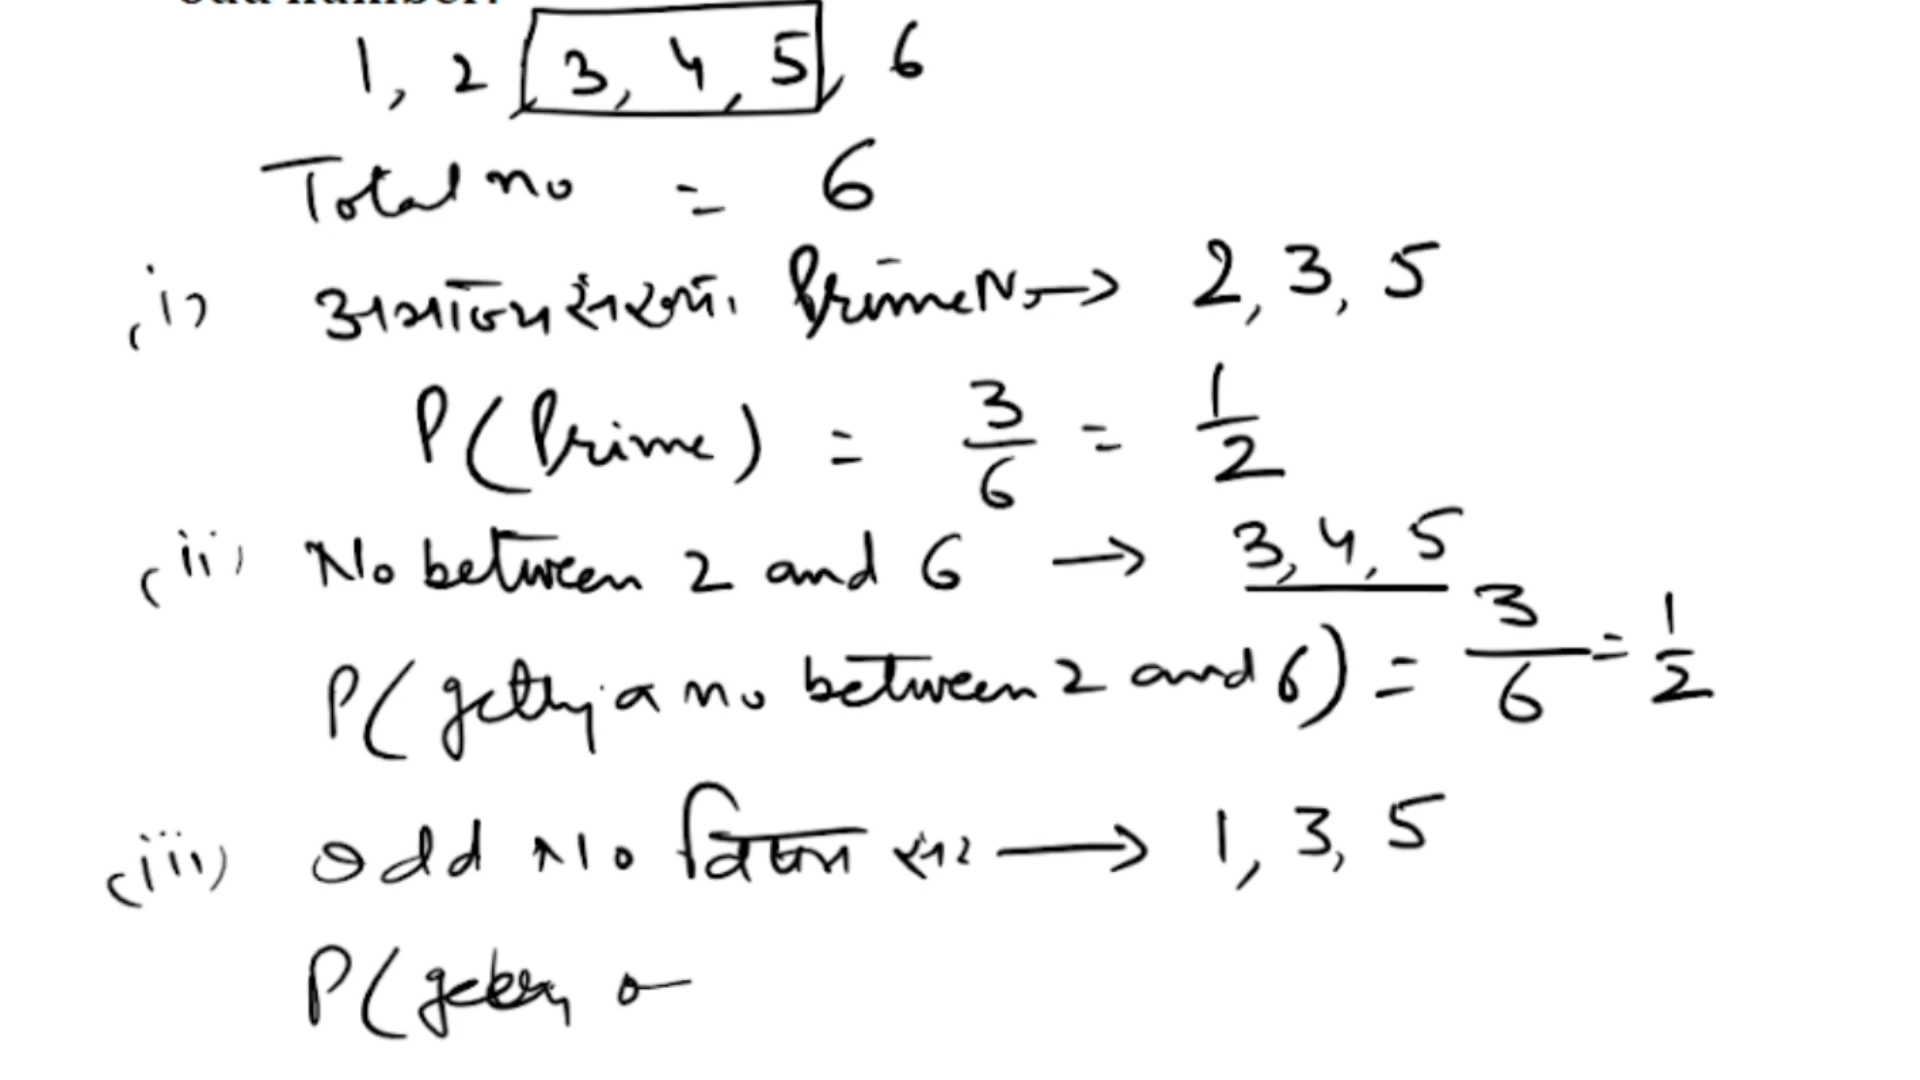 odd number?
1, 2, 3, 4, 5, 6
Total no = 6
(i) अभाज्य संख्या Prime No → 2, 3, 5
P(Prime) = 3/6 = 1/2
(ii) No between 2 and 6 → 3, 4, 5
P(getting a no between 2 and 6) = 3/6 = 1/2
(iii) Odd No विषम → 1, 3, 5
P(getting